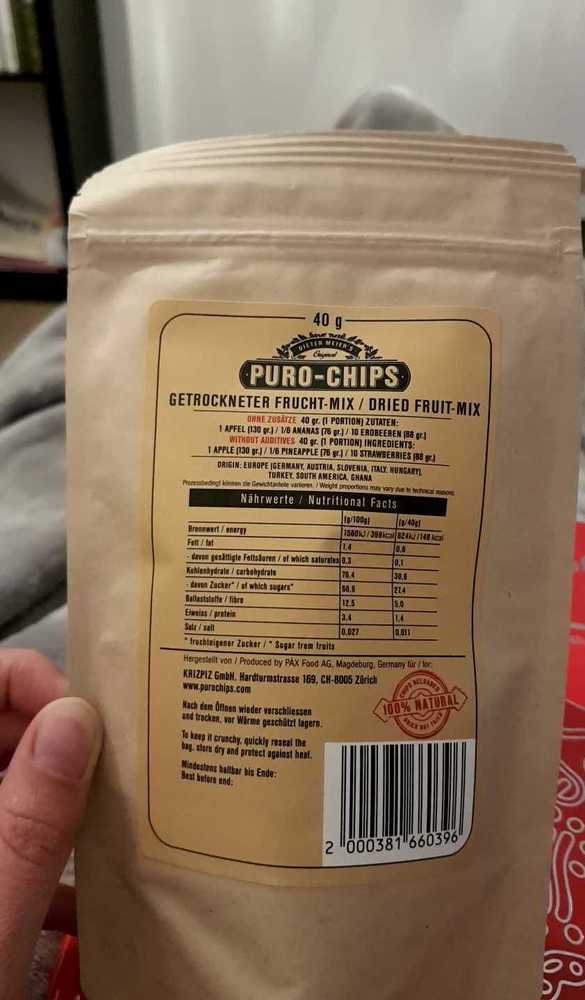 40 g
DIETER MEIER'S
Original
PURO-CHIPS
GETROCKNETER FRUCHT-MIX / DRIED FRUIT-MIX
OHNE ZUSÄTZE 40 gr. (1 PORTION) ZUTATEN:
1 APFEL (130 gr.) / 1/6 ANANAS (76 gr.) / 10 ERDBEEREN (88 gr.)
WITHOUT ADDITIVES 40 gr. (1 PORTION) INGREDIENTS:
1 APPLE (130 gr.) / 1/6 PINEAPPLE (76 gr.) / 10 STRAWBERRIES (88 gr.)
ORIGIN: EUROPE (GERMANY, AUSTRIA, SLOVENIA, ITALY, HUNGARY),
TURKEY, SOUTH AMERICA, GHANA
Prozessbedingt können die Gewichtanteile variieren. / Weight proportions may vary due to technical reasons.
Nährwerte / Nutritional Facts
(g/100g) (g/40g)
Brennwert / energy 1560kJ / 369kcal 624kJ / 148 kcal
Fett / fat 1,4 0,6
- davon gesättigte Fettsäuren / of which saturates 0,3 0,1
Kohlenhydrate / carbohydrate 76,4 30,6
- davon Zucker* / of which sugars*
Ballaststoffe / fibre 12,5 5,0
Eiweiss / protein 3,4 1,4
Salz / salt 0,027 0,011
* fruchteigener Zucker / * Sugar from fruits
Hergestellt von / Produced by PÄX Food AG, Magdeburg, Germany für / for:
KRIZPIZ GmbH, Hardturmstrasse 169, CH-8005 Zürich
www.purochips.com
CHIPS RELOADED
100% NATURAL
Nach dem Öffnen wieder verschliessen
und trocken, vor Wärme geschützt lagern.
To keep it crunchy, quickly reseal the
bag, store dry and protect against heat.
Mindestens haltbar bis Ende:
Best before end:
2 000381 660396